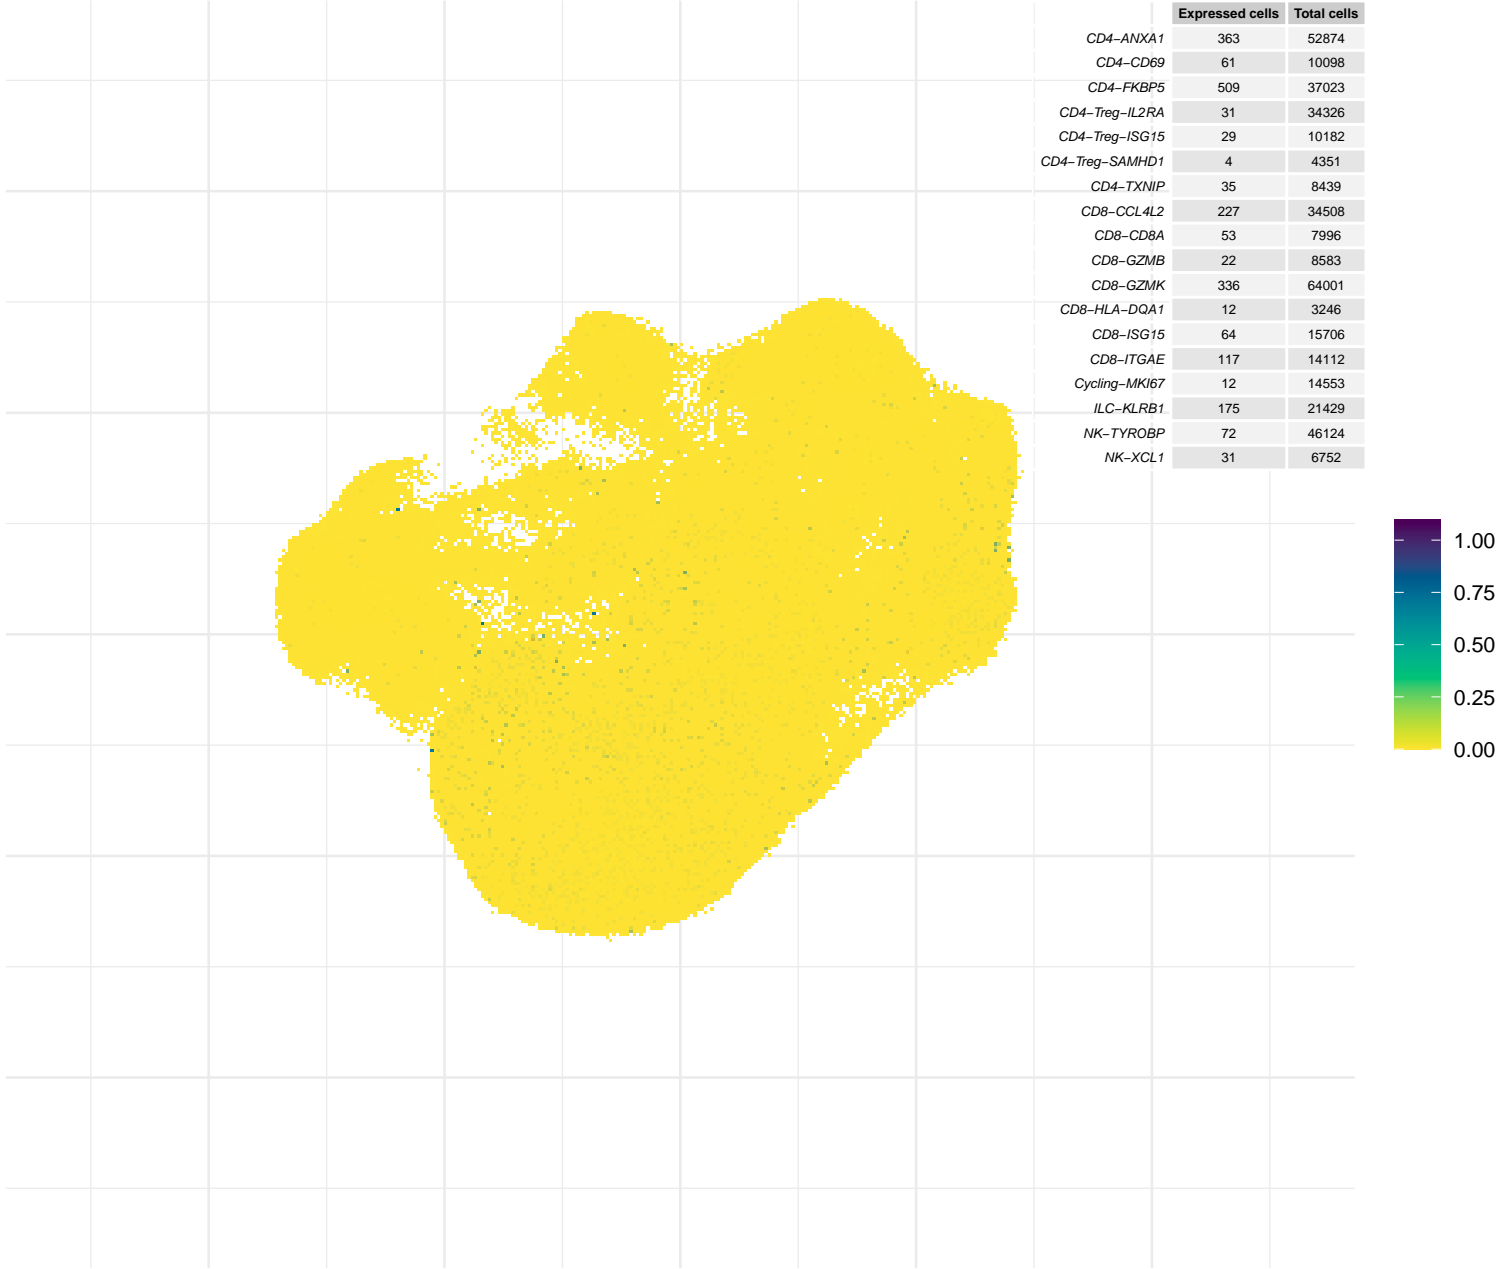 Expressed cells Total cells
CD4−ANXA1 363 52874
CD4−CD69 61 10098
CD4−FKBP5 509 37023
CD4−Treg−IL2RA 31 34326
CD4−Treg−ISG15 29 10182
CD4−Treg−SAMHD1 4 4351
CD4−TXNIP 35 8439
CD8−CCL4L2 227 34508
CD8−CD8A 53 7996
CD8−GZMB 22 8583
CD8−GZMK 336 64001
CD8−HLA−DQA1 12 3246
CD8−ISG15 64 15706
CD8−ITGAE 117 14112
Cycling−MKI67 12 14553
ILC−KLRB1 175 21429
NK−TYROBP 72 46124
NK−XCL1 31 6752
1.00
0.75
0.50
0.25
0.00